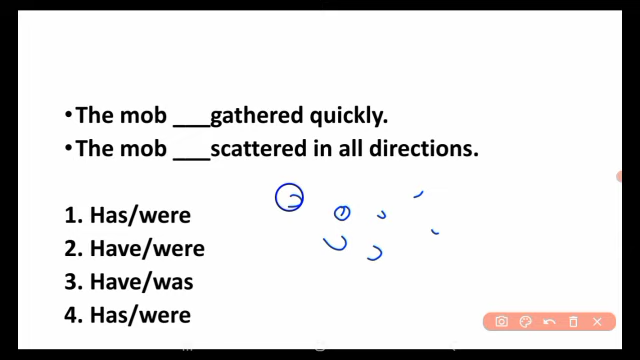 •The mob ___gathered quickly.
•The mob ___scattered in all directions.
1. Has/were
2. Have/were
3. Have/was
4. Has/were